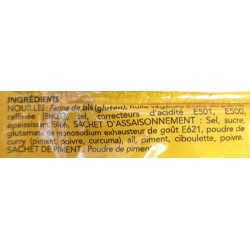 INGRÉDIENTS
NOUILLES: Farine de blé (gluten), huile végétale de palme
raffinée (BHQ), sel, correcteurs d'acidité E501, E500,
épaississant E466. SACHET D'ASSAISONNEMENT : Sel, sucre,
glutamate de monosodium exhausteur de goût E621, poudre de
curry (piment, poivre, curcuma), ail, piment, ciboulette, poivre.
SACHET DE PIMENT: Poudre de piment